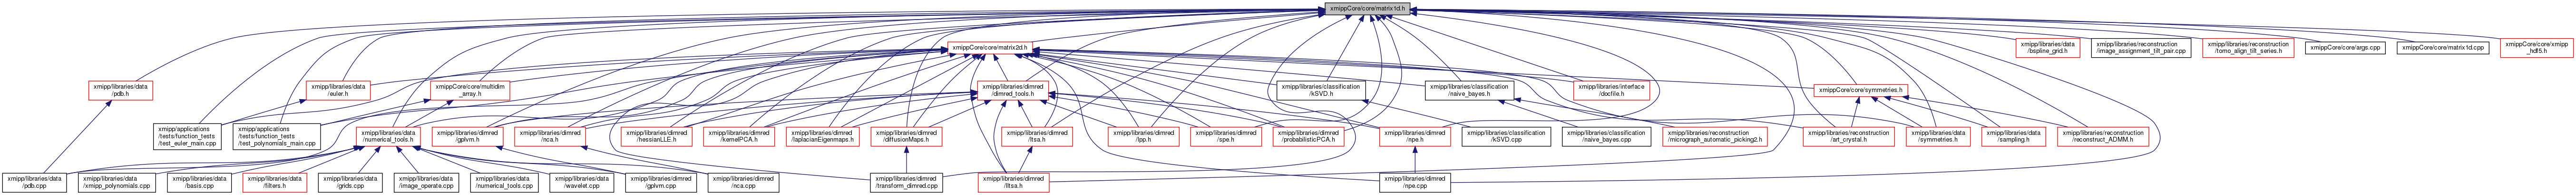 xmippCore/core/matrix1d.h
xmippCore/core/matrix2d.h
xmipp/libraries/data
/bspline_grid.h
xmipp/libraries/reconstruction
/image_assignment_tilt_pair.cpp
xmipp/libraries/reconstruction
/tomo_align_tilt_series.h
xmippCore/core/args.cpp
xmippCore/core/matrix1d.cpp
xmippCore/core/xmipp
_hdf5.h
xmipp/libraries/data
/pdb.h
xmipp/libraries/data
/euler.h
xmippCore/core/multidim
_array.h
xmipp/libraries/dimred
/dimred_tools.h
xmipp/libraries/classification
/kSVD.h
xmipp/libraries/classification
/naive_bayes.h
xmipp/libraries/interface
/docfile.h
xmippCore/core/symmetries.h
xmipp/applications
/tests/function_tests
/test_euler_main.cpp
xmipp/applications
/tests/function_tests
/test_polynomials_main.cpp
xmipp/libraries/data
/numerical_tools.h
xmipp/libraries/dimred
/gplvm.h
xmipp/libraries/dimred
/nca.h
xmipp/libraries/dimred
/hessianLLE.h
xmipp/libraries/dimred
/kernelPCA.h
xmipp/libraries/dimred
/laplacianEigenmaps.h
xmipp/libraries/dimred
/diffusionMaps.h
xmipp/libraries/dimred
/ltsa.h
xmipp/libraries/dimred
/lpp.h
xmipp/libraries/dimred
/spe.h
xmipp/libraries/dimred
/probabilisticPCA.h
xmipp/libraries/dimred
/npe.h
xmipp/libraries/classification
/kSVD.cpp
xmipp/libraries/classification
/naive_bayes.cpp
xmipp/libraries/reconstruction
/micrograph_automatic_picking2.h
xmipp/libraries/reconstruction
/art_crystal.h
xmipp/libraries/data
/symmetries.h
xmipp/libraries/data
/sampling.h
xmipp/libraries/reconstruction
/reconstruct_ADMM.h
xmipp/libraries/data
/pdb.cpp
xmipp/libraries/data
/xmipp_polynomials.cpp
xmipp/libraries/data
/basis.cpp
xmipp/libraries/data
/filters.h
xmipp/libraries/data
/grids.cpp
xmipp/libraries/data
/image_operate.cpp
xmipp/libraries/data
/numerical_tools.cpp
xmipp/libraries/data
/wavelet.cpp
xmipp/libraries/dimred
/gplvm.cpp
xmipp/libraries/dimred
/nca.cpp
xmipp/libraries/dimred
/transform_dimred.cpp
xmipp/libraries/dimred
/lltsa.h
xmipp/libraries/dimred
/npe.cpp